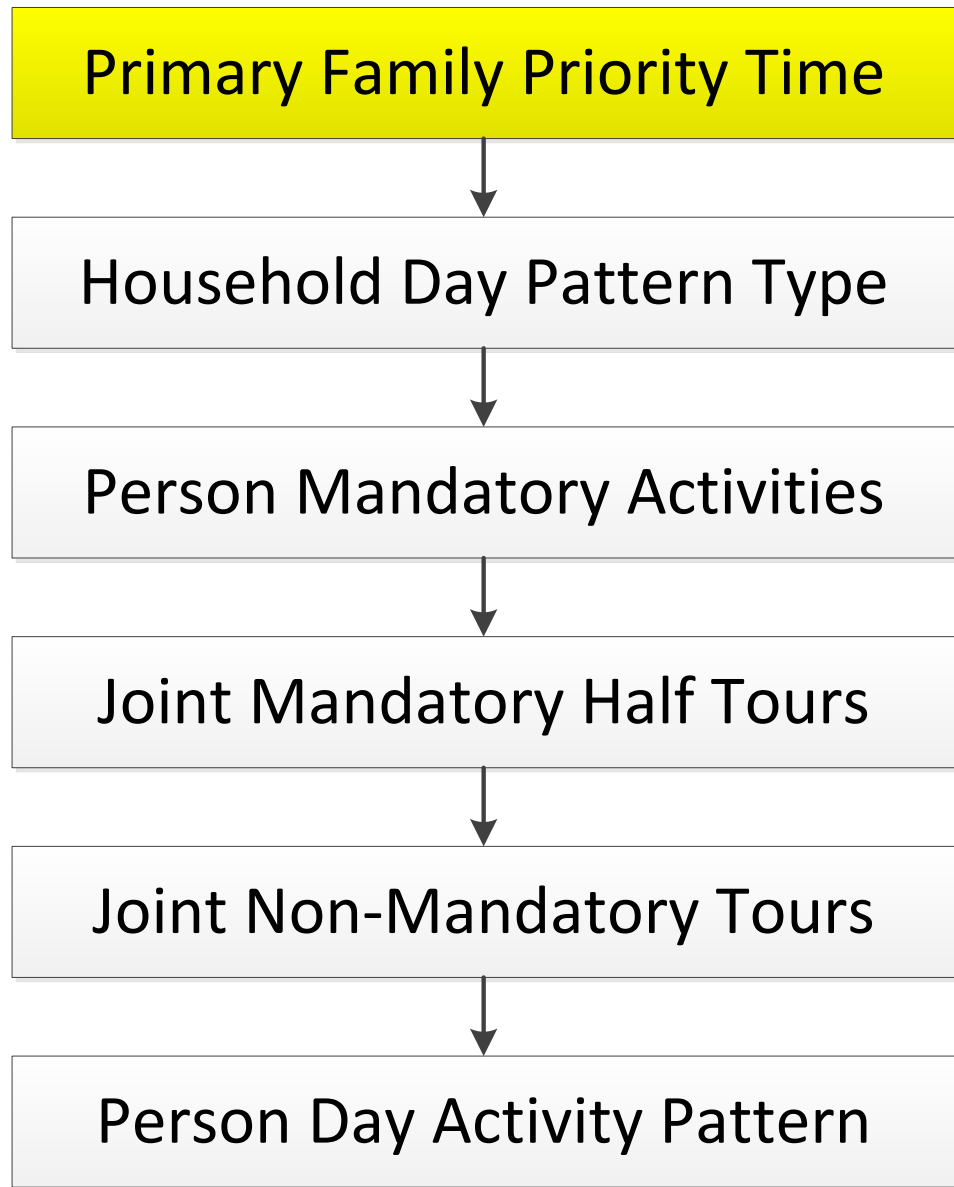 Primary Family Priority Time
Household Day Pattern Type
Person Mandatory Activities
Joint Mandatory Half Tours
Joint Non-Mandatory Tours
Person Day Activity Pattern